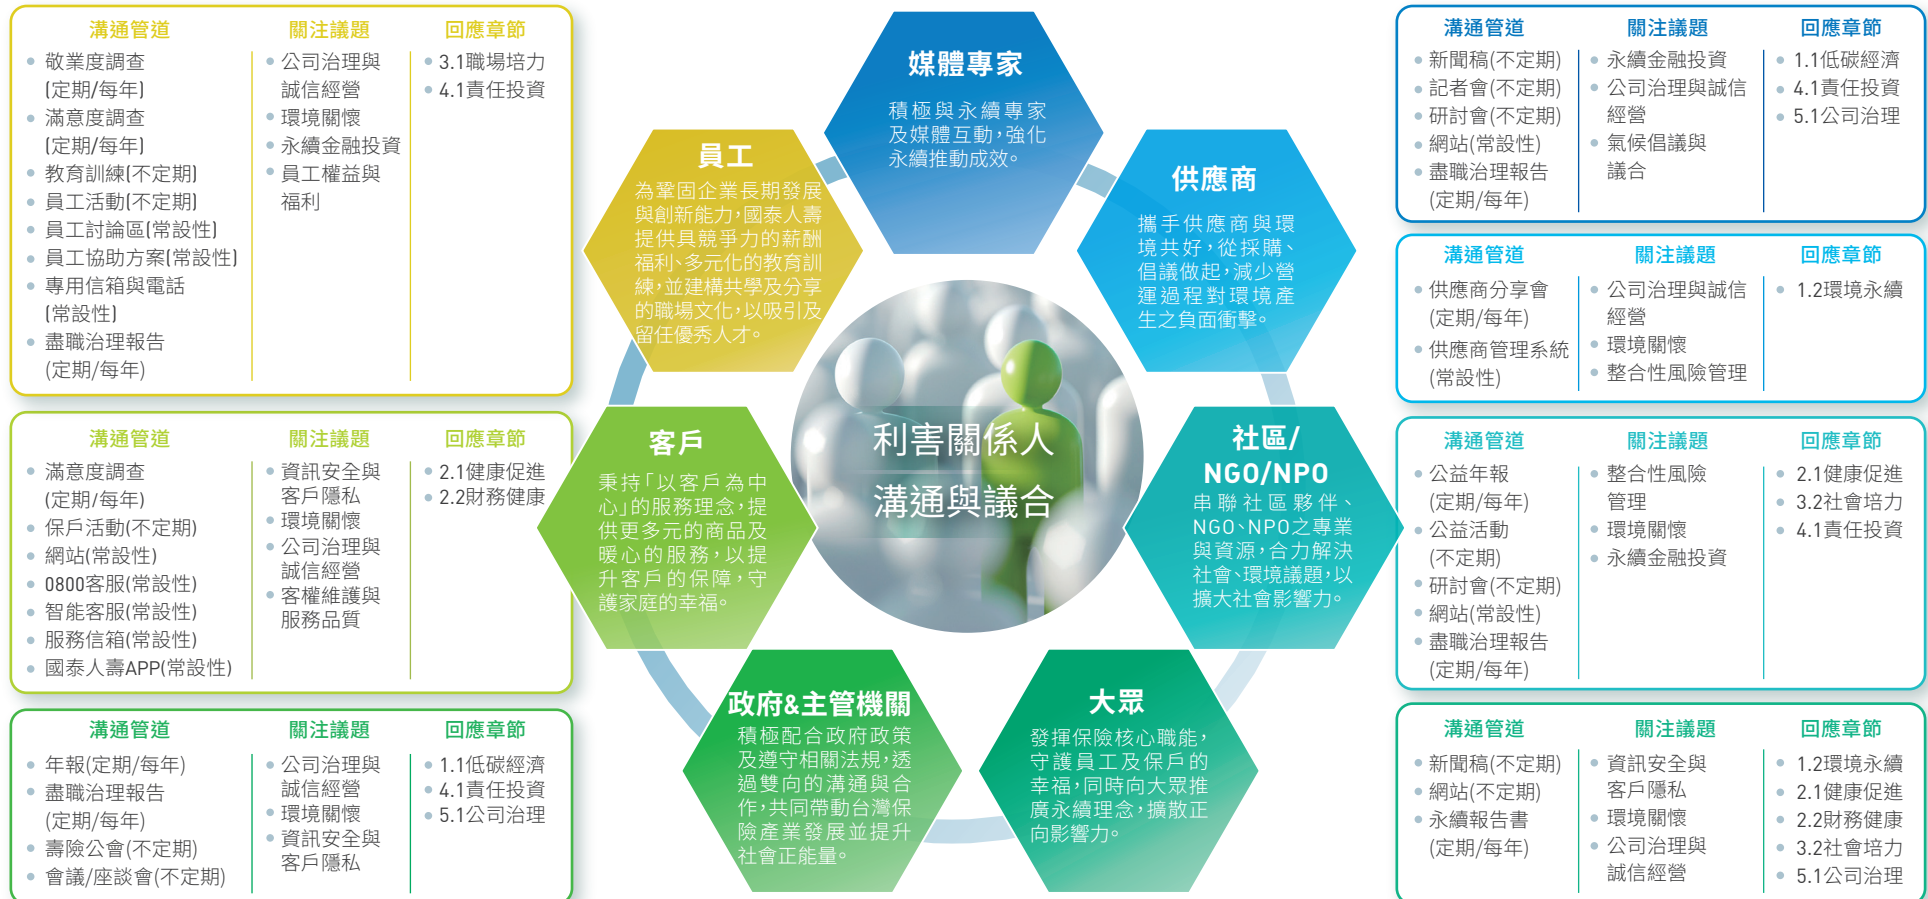 溝通管道
敬業度調查
(定期/每年)
滿意度調查
(定期/每年)
教育訓練(不定期)
員工活動(不定期)
員工討論區(常設性)
員工協助方案(常設性)
專用信箱與電話
(常設性)
盡職治理報告
(定期/每年)
關注議題
公司治理與
誠信經營
環境關懷
永續金融投資
員工權益與
福利
回應章節
3.1職場培力
4.1責任投資
溝通管道
滿意度調查
(定期/每年)
保戶活動(不定期)
網站(常設性)
0800客服(常設性)
智能客服(常設性)
服務信箱(常設性)
國泰人壽APP(常設性)
關注議題
資訊安全與
客戶隱私
環境關懷
公司治理與
誠信經營
客權維護與
服務品質
回應章節
2.1健康促進
2.2財務健康
溝通管道
年報(定期/每年)
盡職治理報告
(定期/每年)
壽險公會(不定期)
會議/座談會(不定期)
關注議題
公司治理與
誠信經營
環境關懷
資訊安全與
客戶隱私
回應章節
1.1低碳經濟
4.1責任投資
5.1公司治理
媒體專家
積極與永續專家
及媒體互動，強化
永續推動成效。
員工
為鞏固企業長期發展
與創新能力，國泰人壽
提供具競爭力的薪酬
福利、多元化的教育訓
練，並建構共學及分享
的職場文化，以吸引及
留任優秀人才。
供應商
攜手供應商與環
境共好，從採購、
倡議做起，減少營
運過程對環境產
生之負面衝擊。
利害關係人
溝通與議合
客戶
秉持「以客戶為中
心」的服務理念，提
供更多元的商品及
暖心的服務，以提
升客戶的保障，守
護家庭的幸福。
社區/
NGO/NPO
串聯社區夥伴、
NGO、NPO之專業
與資源，合力解決
社會、環境議題，以
擴大社會影響力。
政府&主管機關
積極配合政府政策
及遵守相關法規，透
過雙向的溝通與合
作，共同帶動台灣保
險產業發展並提升
社會正能量。
大眾
發揮保險核心職能，
守護員工及保戶的
幸福，同時向大眾推
廣永續理念，擴散正
向影響力。
溝通管道
新聞稿(不定期)
記者會(不定期)
研討會(不定期)
網站(常設性)
盡職治理報告
(定期/每年)
關注議題
永續金融投資
公司治理與誠信
經營
氣候倡議與
議合
回應章節
1.1低碳經濟
4.1責任投資
5.1公司治理
溝通管道
供應商分享會
(定期/每年)
供應商管理系統
(常設性)
關注議題
公司治理與誠信
經營
環境關懷
整合性風險管理
回應章節
1.2環境永續
溝通管道
公益年報
(定期/每年)
公益活動
(不定期)
研討會(不定期)
網站(常設性)
盡職治理報告
(定期/每年)
關注議題
整合性風險
管理
環境關懷
永續金融投資
回應章節
2.1健康促進
3.2社會培力
4.1責任投資
溝通管道
新聞稿(不定期)
網站(不定期)
永續報告書
(定期/每年)
關注議題
資訊安全與
客戶隱私
環境關懷
公司治理與
誠信經營
回應章節
1.2環境永續
2.1健康促進
2.2財務健康
3.2社會培力
5.1公司治理